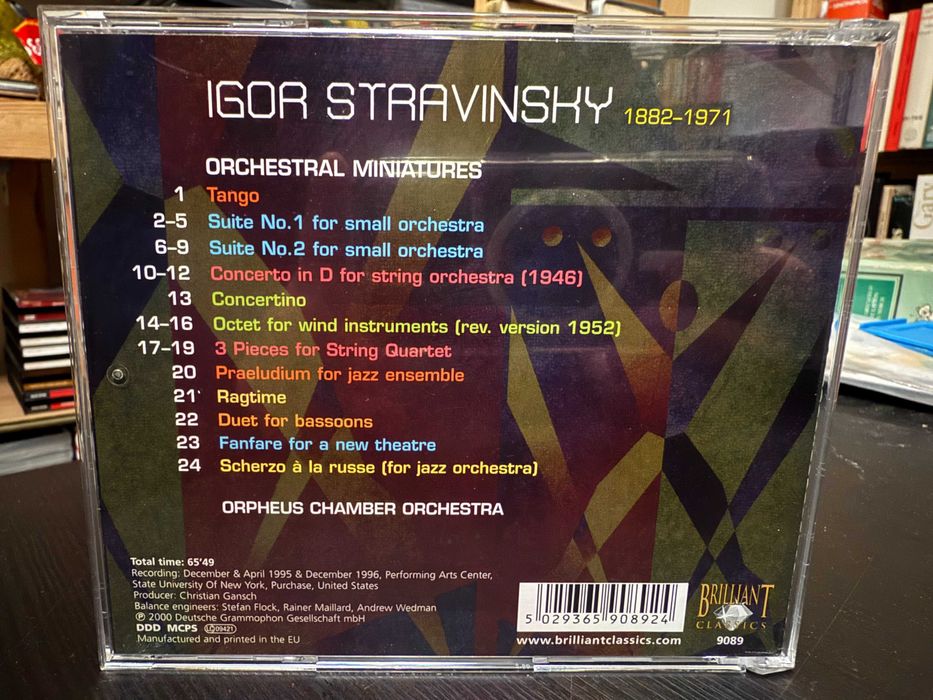 IGOR STRAVINSKY 1882–1971
ORCHESTRAL MINIATURES
1 Tango
2–5 Suite No.1 for small orchestra
6–9 Suite No.2 for small orchestra
10–12 Concerto in D for string orchestra (1946)
13 Concertino
14–16 Octet for wind instruments (rev. version 1952)
17–19 3 Pieces for String Quartet
20 Praeludium for jazz ensemble
21 Ragtime
22 Duet for bassoons
23 Fanfare for a new theatre
24 Scherzo à la russe (for jazz orchestra)
ORPHEUS CHAMBER ORCHESTRA
Total time: 65'49
Recording: December & April 1995 & December 1996, Performing Arts Center,
State University Of New York, Purchase, United States
Producer: Christian Gansch
Balance engineers: Stefan Flock, Rainer Maillard, Andrew Wedman
℗ 2000 Deutsche Grammophon Gesellschaft mbH
DDD MCPS LC 09421
Manufactured and printed in the EU
5 029365 908924
www.brilliantclassics.com
BRILLIANT
CLASSICS
9089